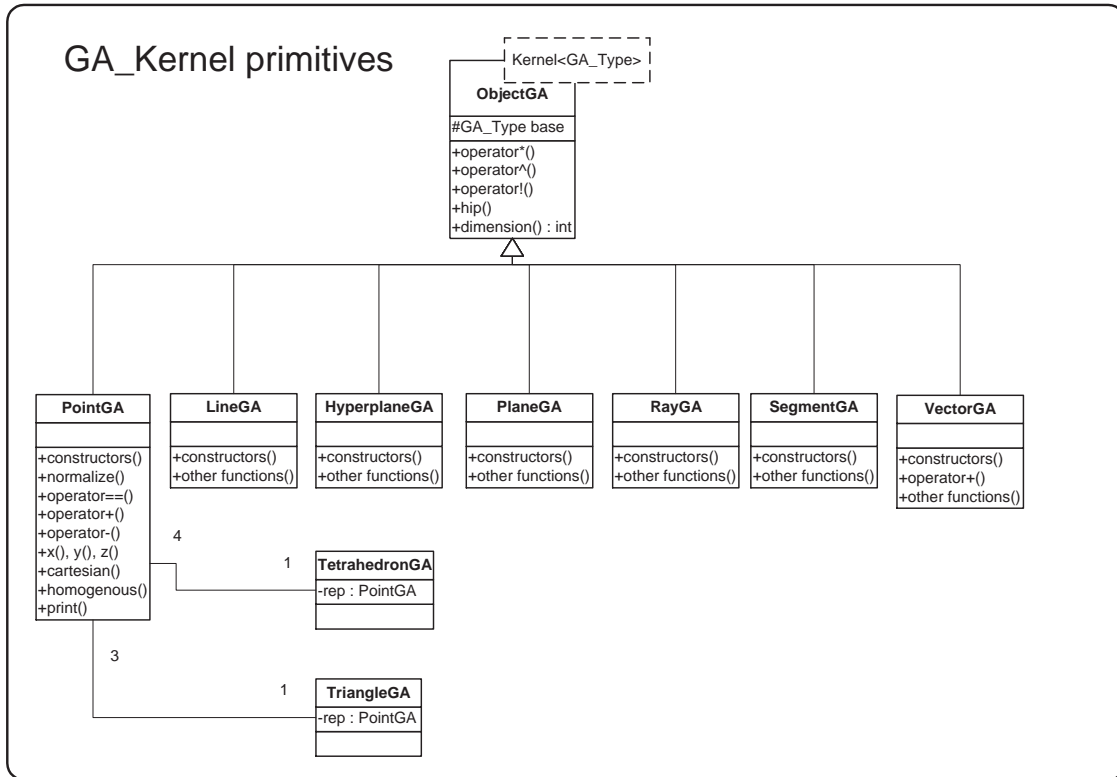 GA_Kernel primitives
Kernel<GA_Type>
ObjectGA
#GA_Type base
+operator*()
+operator^()
+operator!()
+hip()
+dimension() : int
PointGA
+constructors()
+normalize()
+operator==()
+operator+()
+operator-()
+x(), y(), z()
+cartesian()
+homogenous()
+print()
LineGA
+constructors()
+other functions()
HyperplaneGA
+constructors()
+other functions()
PlaneGA
+constructors()
+other functions()
RayGA
+constructors()
+other functions()
SegmentGA
+constructors()
+other functions()
VectorGA
+constructors()
+operator+()
+other functions()
4
1
TetrahedronGA
-rep : PointGA
3
1
TriangleGA
-rep : PointGA